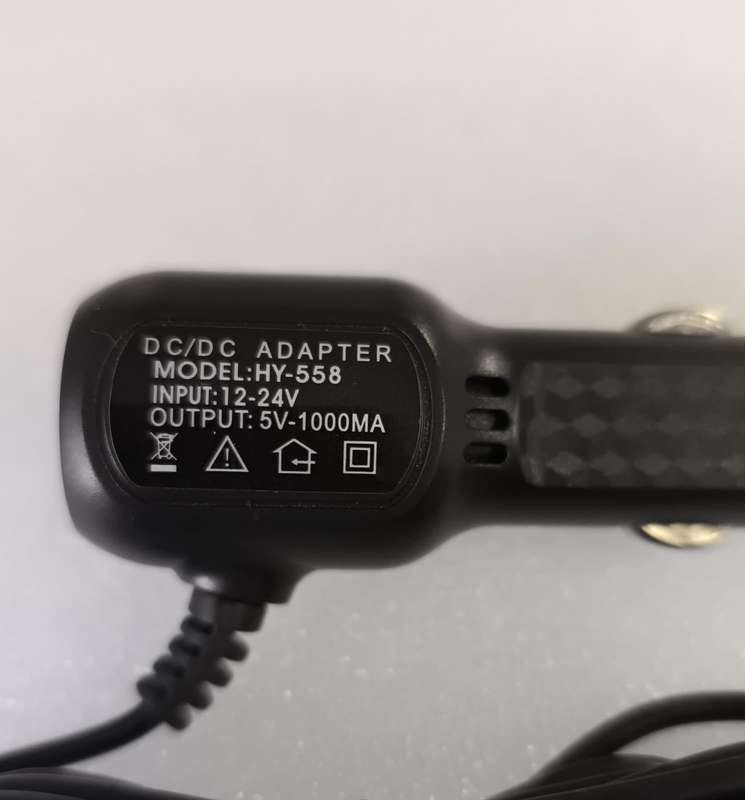 DC/DC ADAPTER
MODEL:HY-558
INPUT:12-24V
OUTPUT: 5V-1000MA